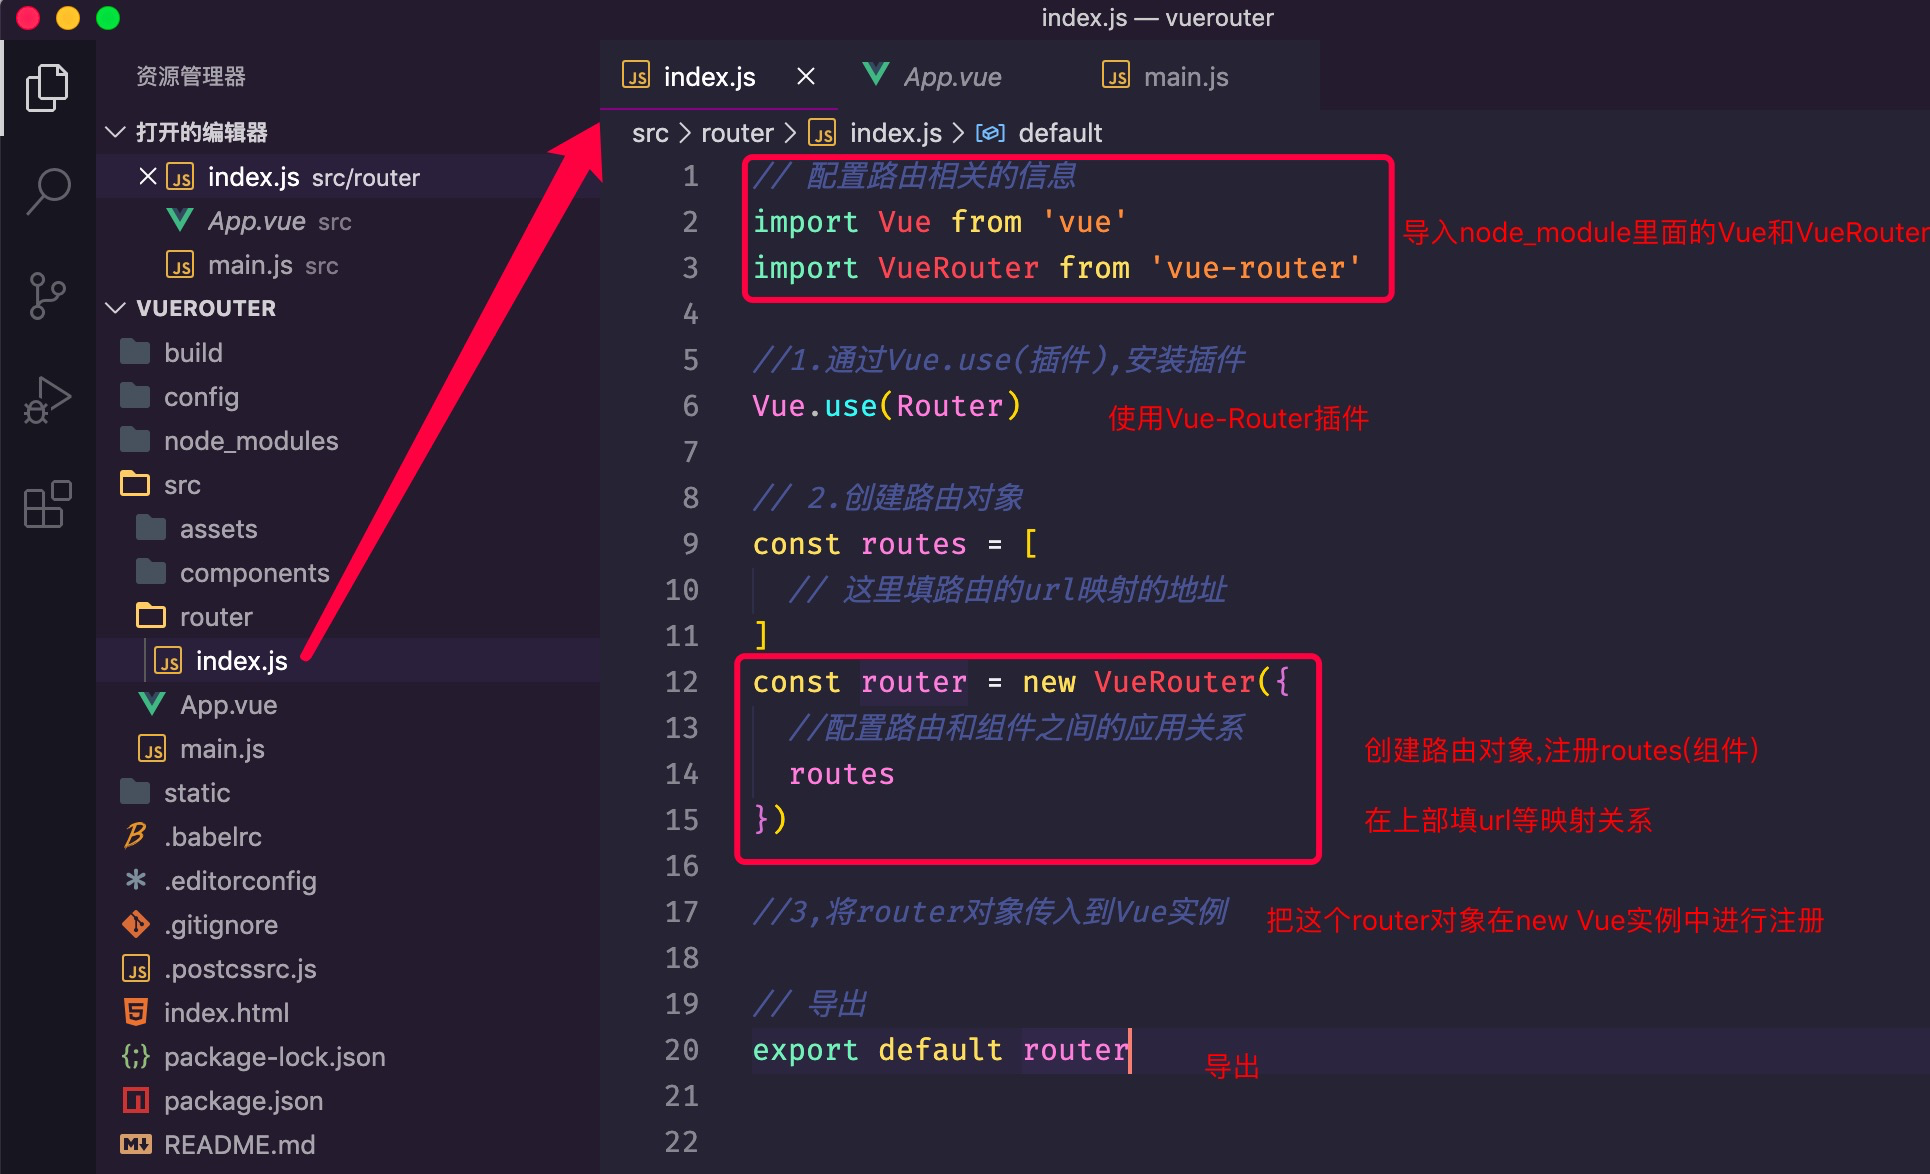 index.js — vuerouter
资源管理器
打开的编辑器
index.js src/router
App.vue src
main.js src
VUEROUTER
build
config
node_modules
src
assets
components
router
index.js
App.vue
main.js
static
.babelrc
.editorconfig
.gitignore
.postcssrc.js
index.html
package-lock.json
package.json
README.md
index.js App.vue main.js
src > router > index.js > default
1 // 配置路由相关的信息
2 import Vue from 'vue'
导入node_module里面的Vue和VueRouter
3 import VueRouter from 'vue-router'
4
5 //1.通过Vue.use(插件),安装插件
6 Vue.use(Router)
使用Vue-Router插件
7
8 // 2.创建路由对象
9 const routes = [
10 // 这里填路由的url映射的地址
11 ]
12 const router = new VueRouter({
13 //配置路由和组件之间的应用关系
创建路由对象,注册routes(组件)
14 routes
15 })
在上部填url等映射关系
16
17 //3,将router对象传入到Vue实例
把这个router对象在new Vue实例中进行注册
18
19 // 导出
20 export default router
导出
21
22